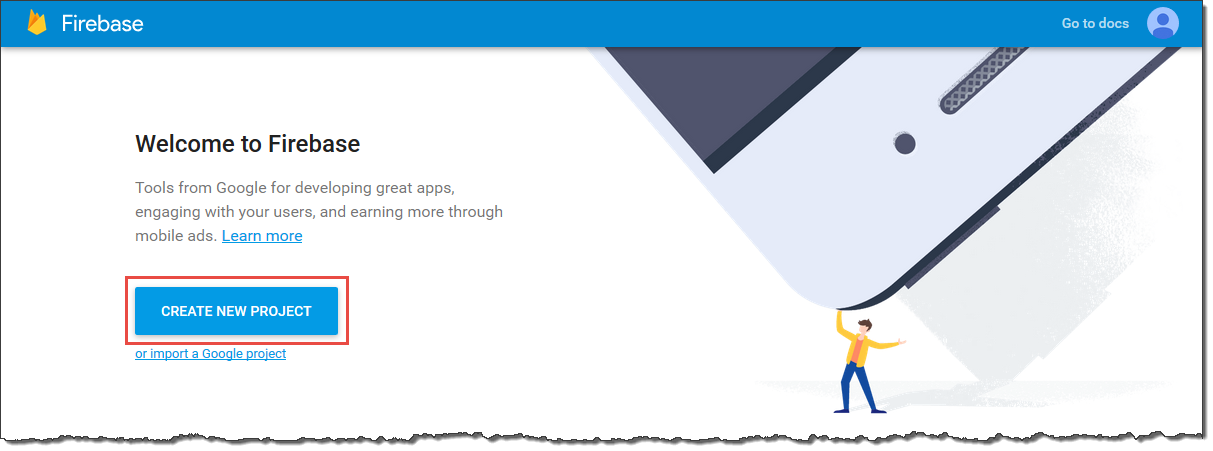 Firebase
Go to docs
Welcome to Firebase
Tools from Google for developing great apps,
engaging with your users, and earning more through
mobile ads. Learn more
CREATE NEW PROJECT
or import a Google project